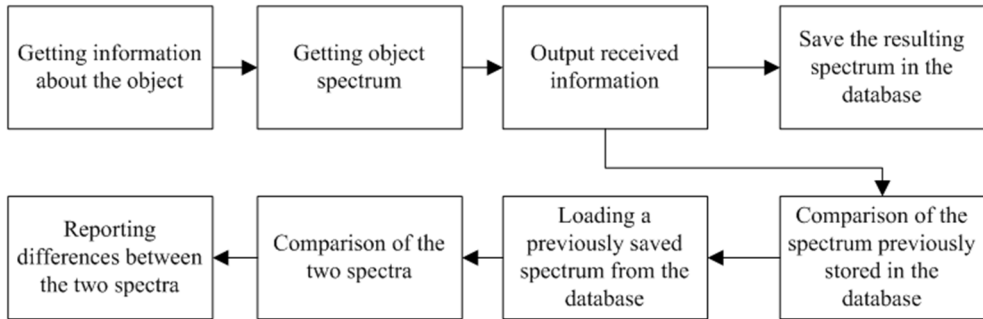 Getting information
about the object
Getting object
spectrum
Output received
information
Save the resulting
spectrum in the
database
Reporting
differences between
the two spectra
Comparison of the
two spectra
Loading a
previously saved
spectrum from the
database
Comparison of the
spectrum previously
stored in the
database